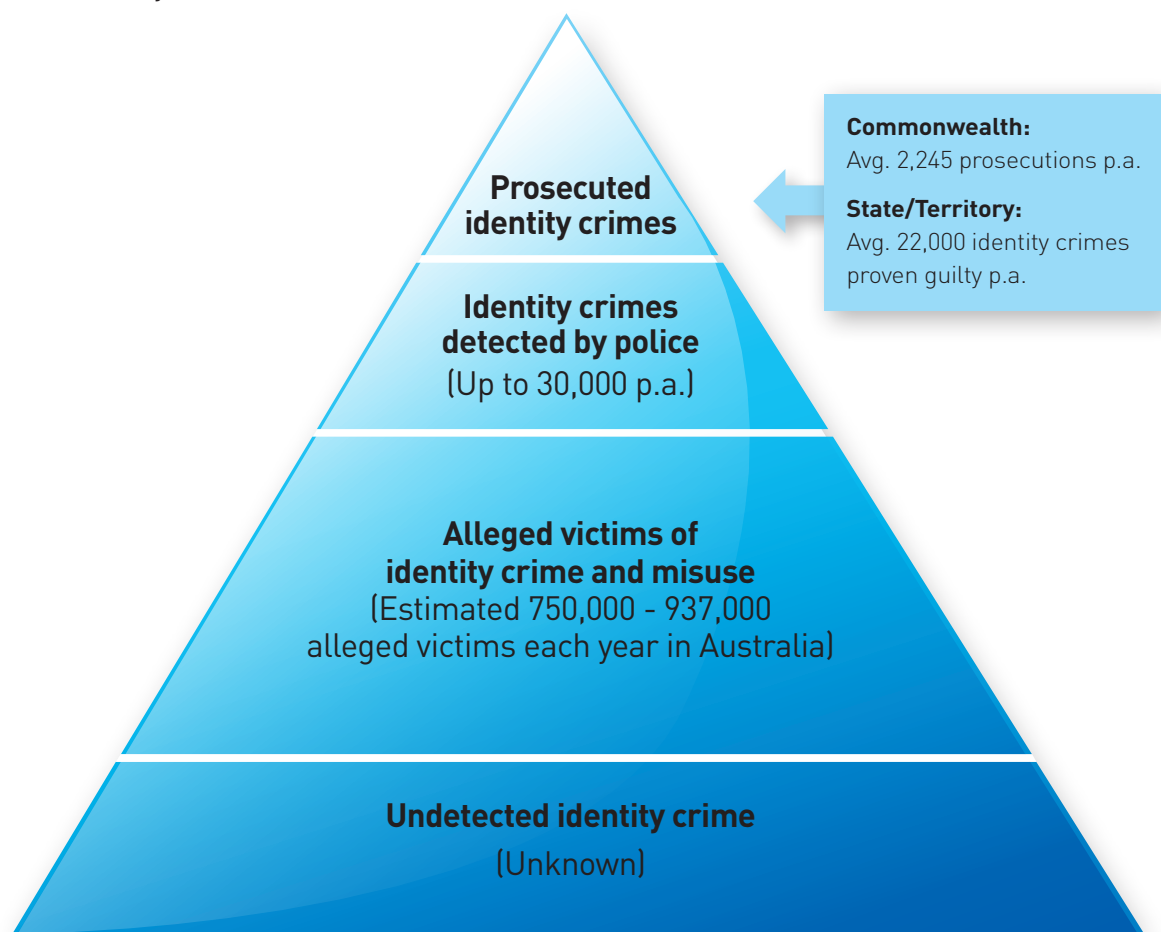 Prosecuted
identity crimes
Commonwealth:
Avg. 2,245 prosecutions p.a.
State/Territory:
Avg. 22,000 identity crimes
proven guilty p.a.
Identity crimes
detected by police
(Up to 30,000 p.a.)
Alleged victims of
identity crime and misuse
(Estimated 750,000 - 937,000
alleged victims each year in Australia)
Undetected identity crime
(Unknown)